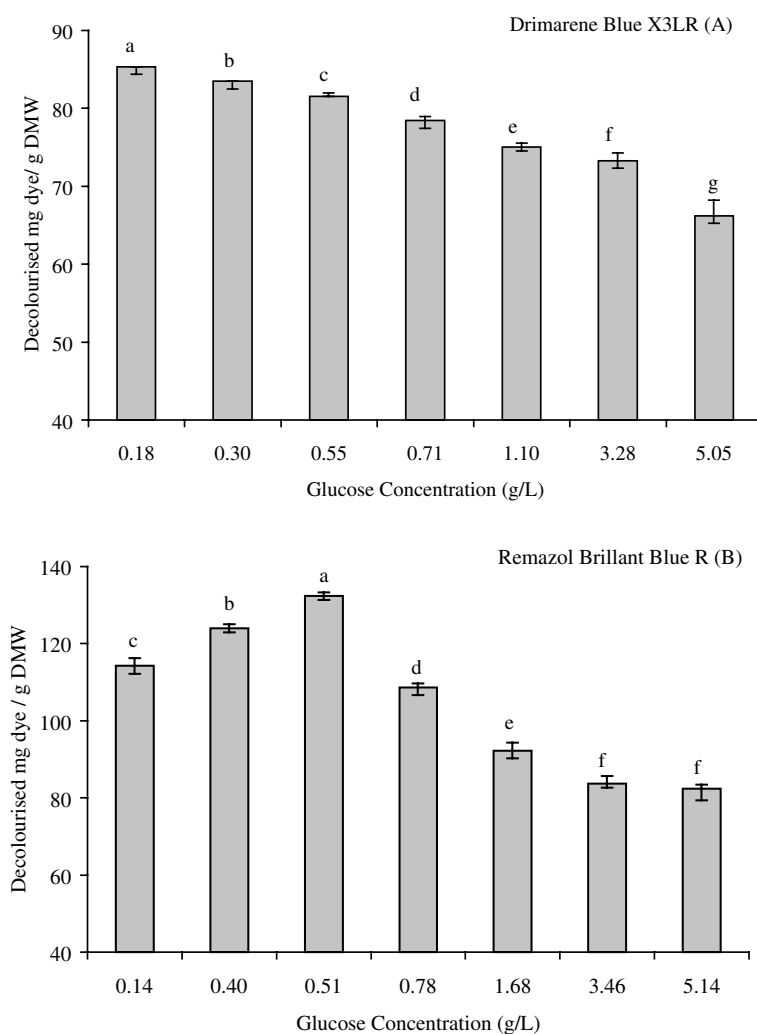 Drimarene Blue X3LR (A)
Decolourised mg dye/ g DMW
90
80
70
60
50
40
a
b
c
d
e
f
g
0.18 0.30 0.55 0.71 1.10 3.28 5.05
Glucose Concentration (g/L)
Remazol Brillant Blue R (B)
Decolourised mg dye / g DMW
140
120
100
80
60
40
c
b
a
d
e
f
f
0.14 0.40 0.51 0.78 1.68 3.46 5.14
Glucose Concentration (g/L)